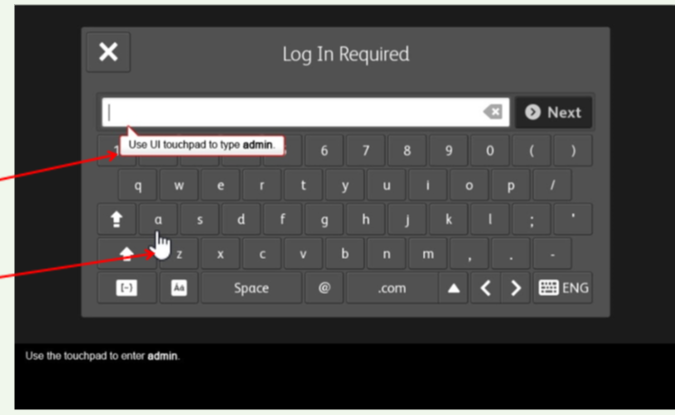 Log In Required
Next
Use UI touchpad to type admin.
6 7 8 9 0 ( )
q w e r t y u i o p /
a s d f g h j k l ; '
z x c v b n m , . -
[~] Áä Space @ .com ENG
Use the touchpad to enter admin.